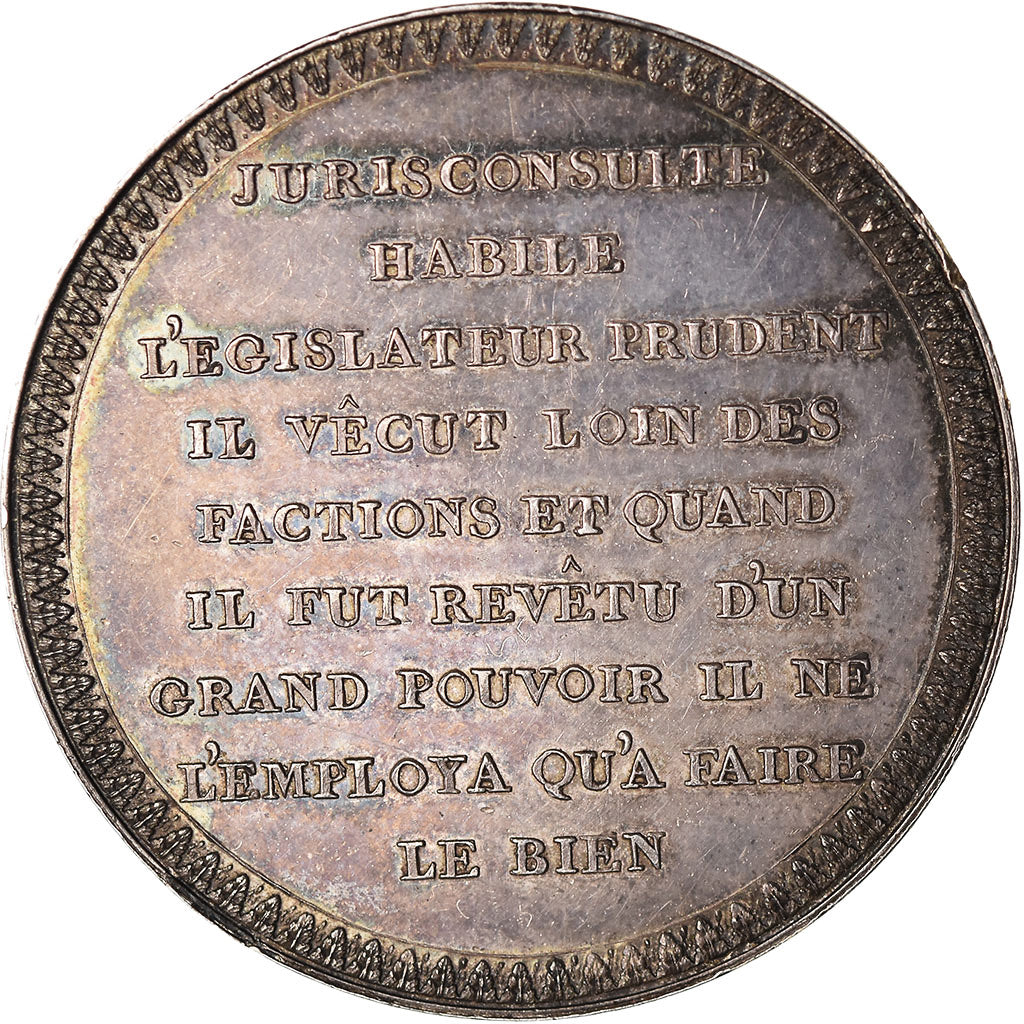 JURISCONSULTE
HABILE
L'EGISLATEUR PRUDENT
IL VÊCUT LOIN DES
FACTIONS ET QUAND
IL FUT REVÊTU D'UN
GRAND POUVOIR IL NE
L'EMPLOYA QU'A FAIRE
LE BIEN